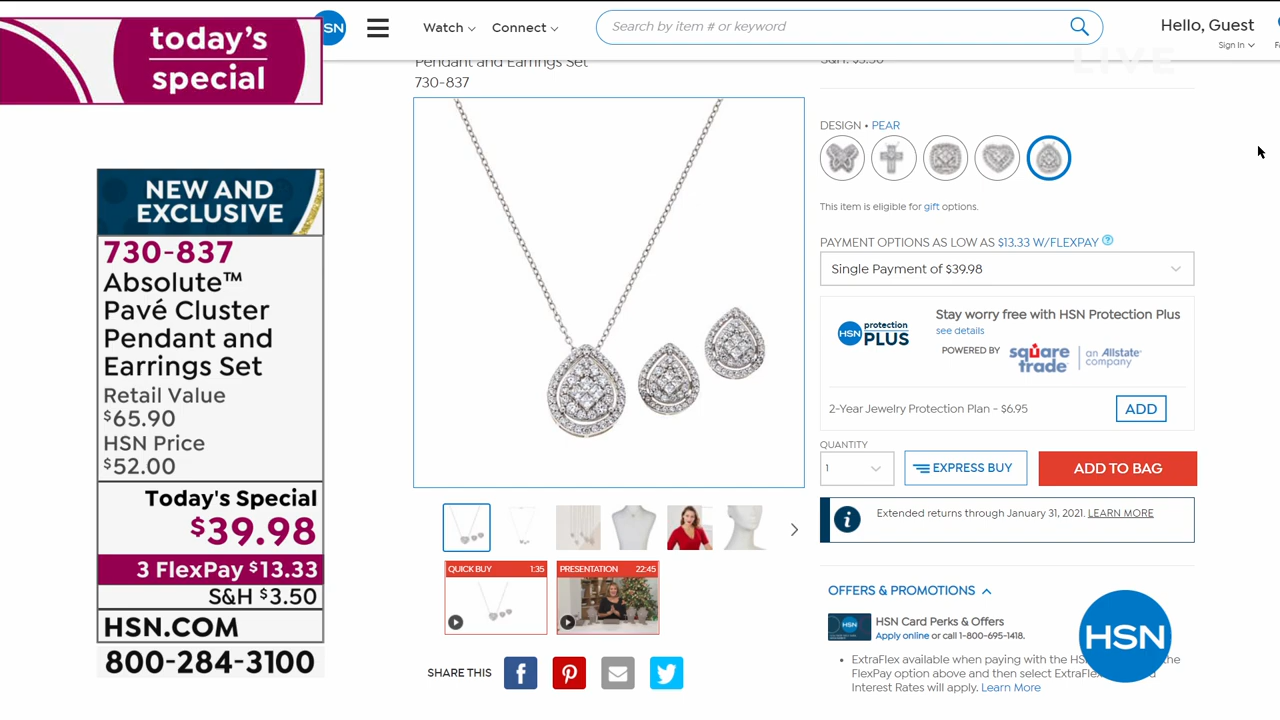 today's
special
SN
Watch
Connect
Search by item # or keyword
Hello, Guest
Sign In
LIVE
Pendant and Earrings Set
730-837
S&H: $3.50
NEW AND
EXCLUSIVE
730-837
Absolute™
Pavé Cluster
Pendant and
Earrings Set
Retail Value
$65.90
HSN Price
$52.00
Today's Special
$39.98
3 FlexPay $13.33
S&H $3.50
HSN.COM
800-284-3100
QUICK BUY 1:35
PRESENTATION 22:45
SHARE THIS
DESIGN • PEAR
This item is eligible for gift options.
PAYMENT OPTIONS AS LOW AS $13.33 W/FLEXPAY ?
Single Payment of $39.98
HSN protection PLUS
Stay worry free with HSN Protection Plus
see details
POWERED BY square trade | an Allstate company
2-Year Jewelry Protection Plan - $6.95
ADD
QUANTITY
1
EXPRESS BUY
ADD TO BAG
Extended returns through January 31, 2021. LEARN MORE
OFFERS & PROMOTIONS
HSN
HSN Card Perks & Offers
Apply online or call 1-800-695-1418.
• ExtraFlex available when paying with the HS the
FlexPay option above and then select ExtraFle
Interest Rates will apply. Learn More
HSN